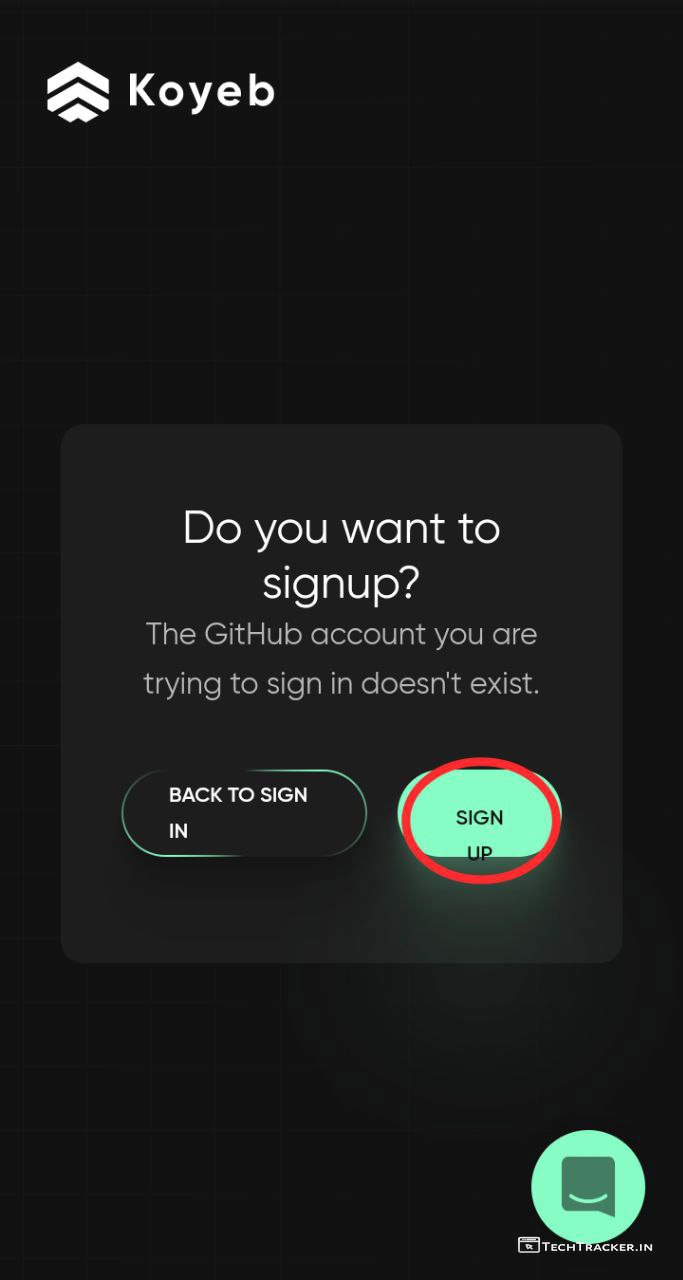 Koyeb
Do you want to
signup?
The GitHub account you are
trying to sign in doesn't exist.
BACK TO SIGN
IN
SIGN
UP
TECHTRACKER.IN